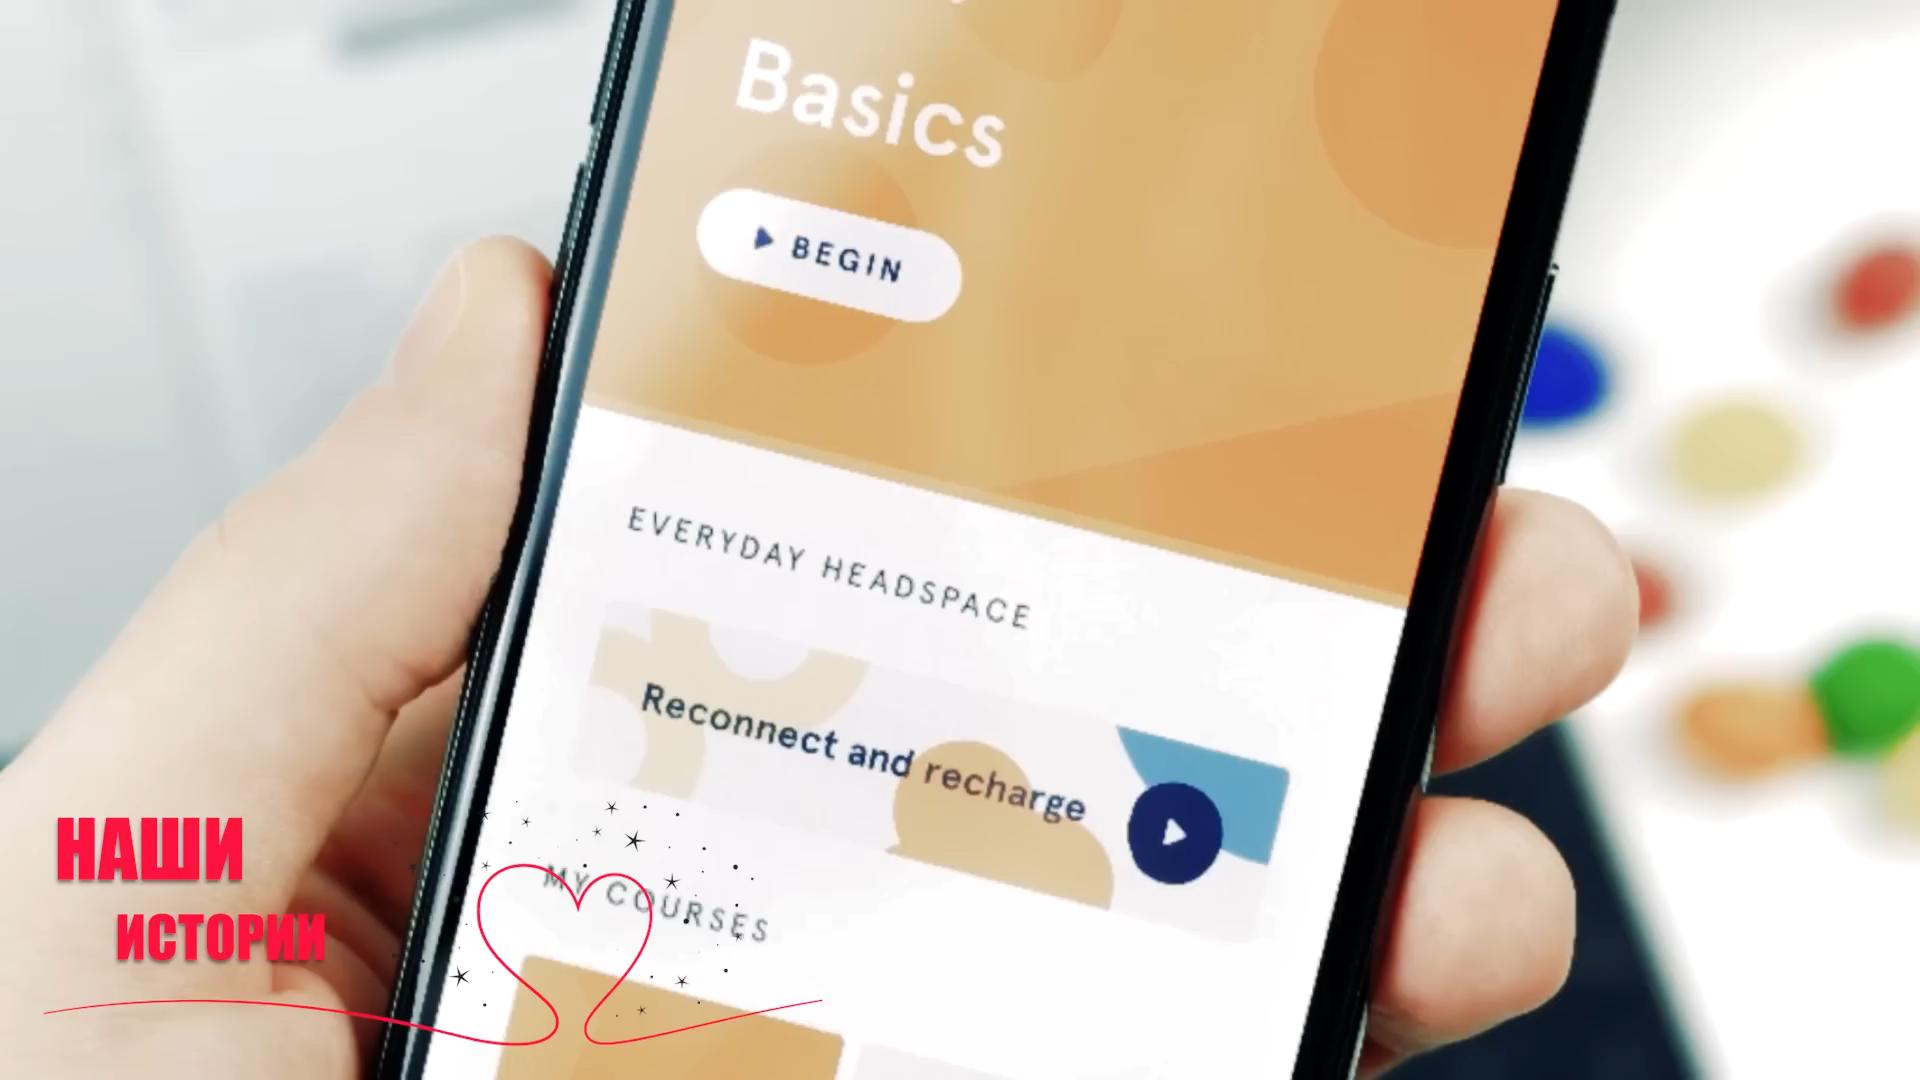 Basics
BEGIN
EVERYDAY HEADSPACE
Reconnect and recharge
MY COURSES
НАШИ
ИСТОРИИ